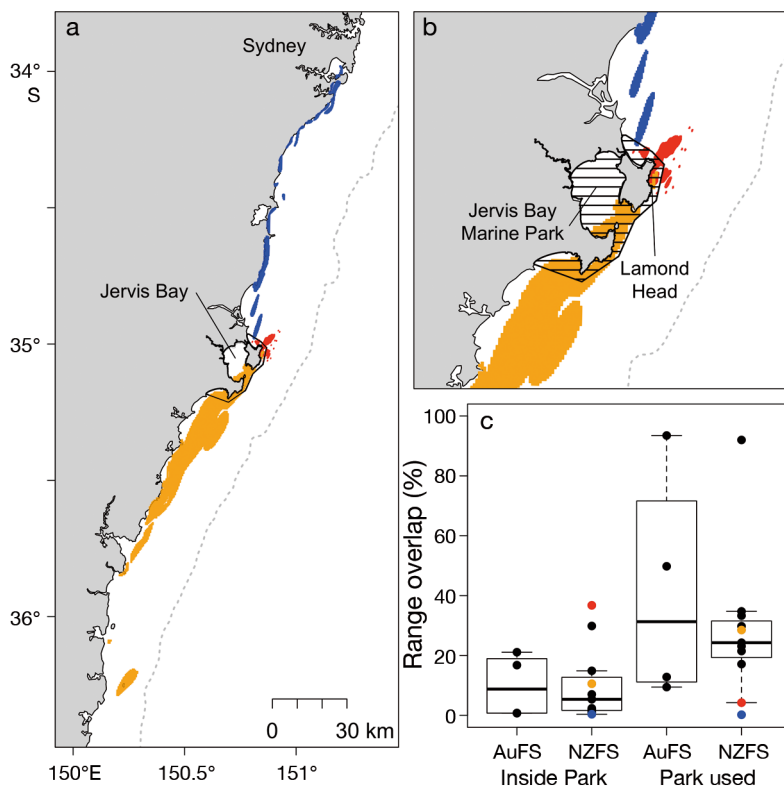 a
Sydney
34°
S
Jervis Bay
35°
36°
0 30 km
150°E 150.5° 151°
b
Jervis Bay
Marine Park
Lamond
Head
c
Range overlap (%)
100
80
60
40
20
0
AuFS NZFS AuFS NZFS
Inside Park Park used